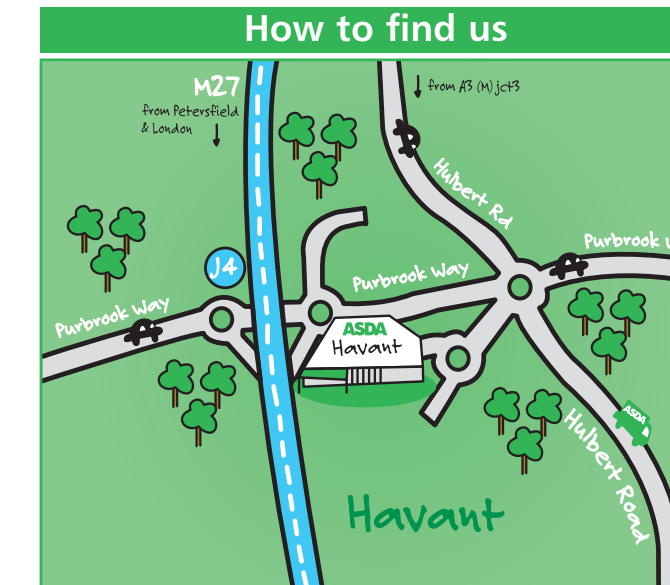 How to find us
M27
from Petersfield
& London
from A3 (M) jct3
Hulbert Rd
Purbrook
J4
Purbrook Way
Purbrook Way
ASDA
Havant
ASDA
Hulbert Road
Havant